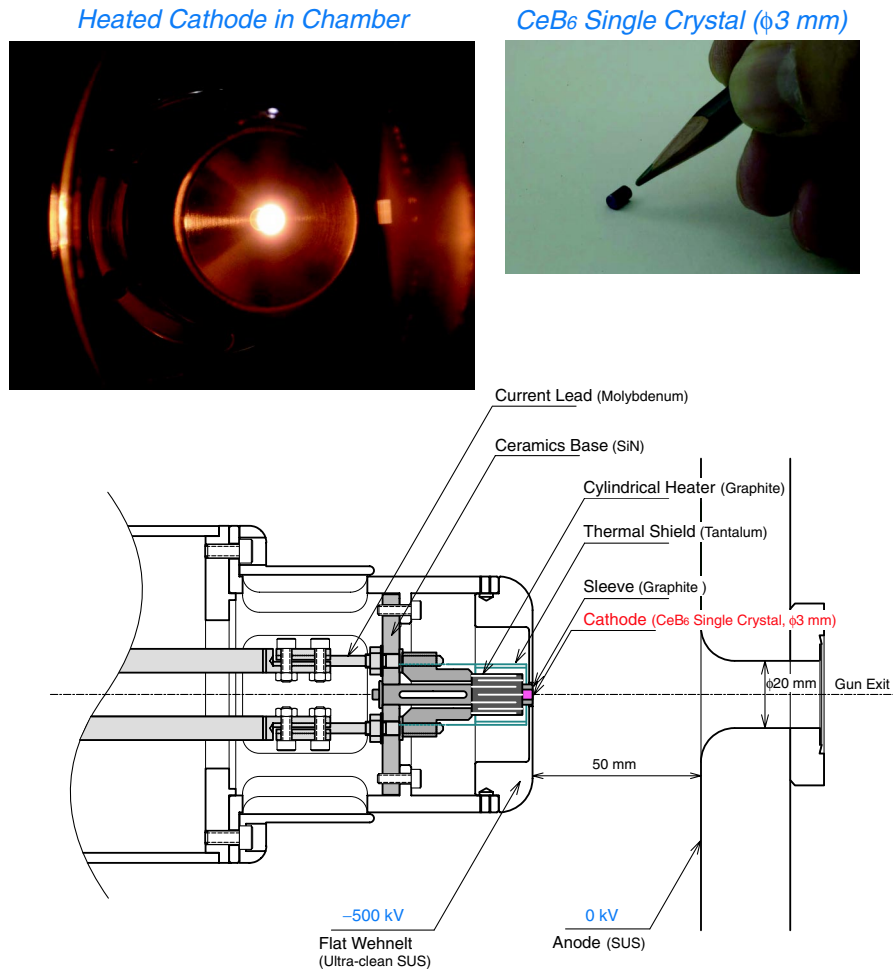 Heated Cathode in Chamber
CeB6 Single Crystal (ϕ3 mm)
Current Lead (Molybdenum)
Ceramics Base (SiN)
Cylindrical Heater (Graphite)
Thermal Shield (Tantalum)
Sleeve (Graphite )
Cathode (CeB6 Single Crystal, ϕ3 mm)
ϕ20 mm
Gun Exit
50 mm
−500 kV
Flat Wehnelt
(Ultra-clean SUS)
0 kV
Anode (SUS)